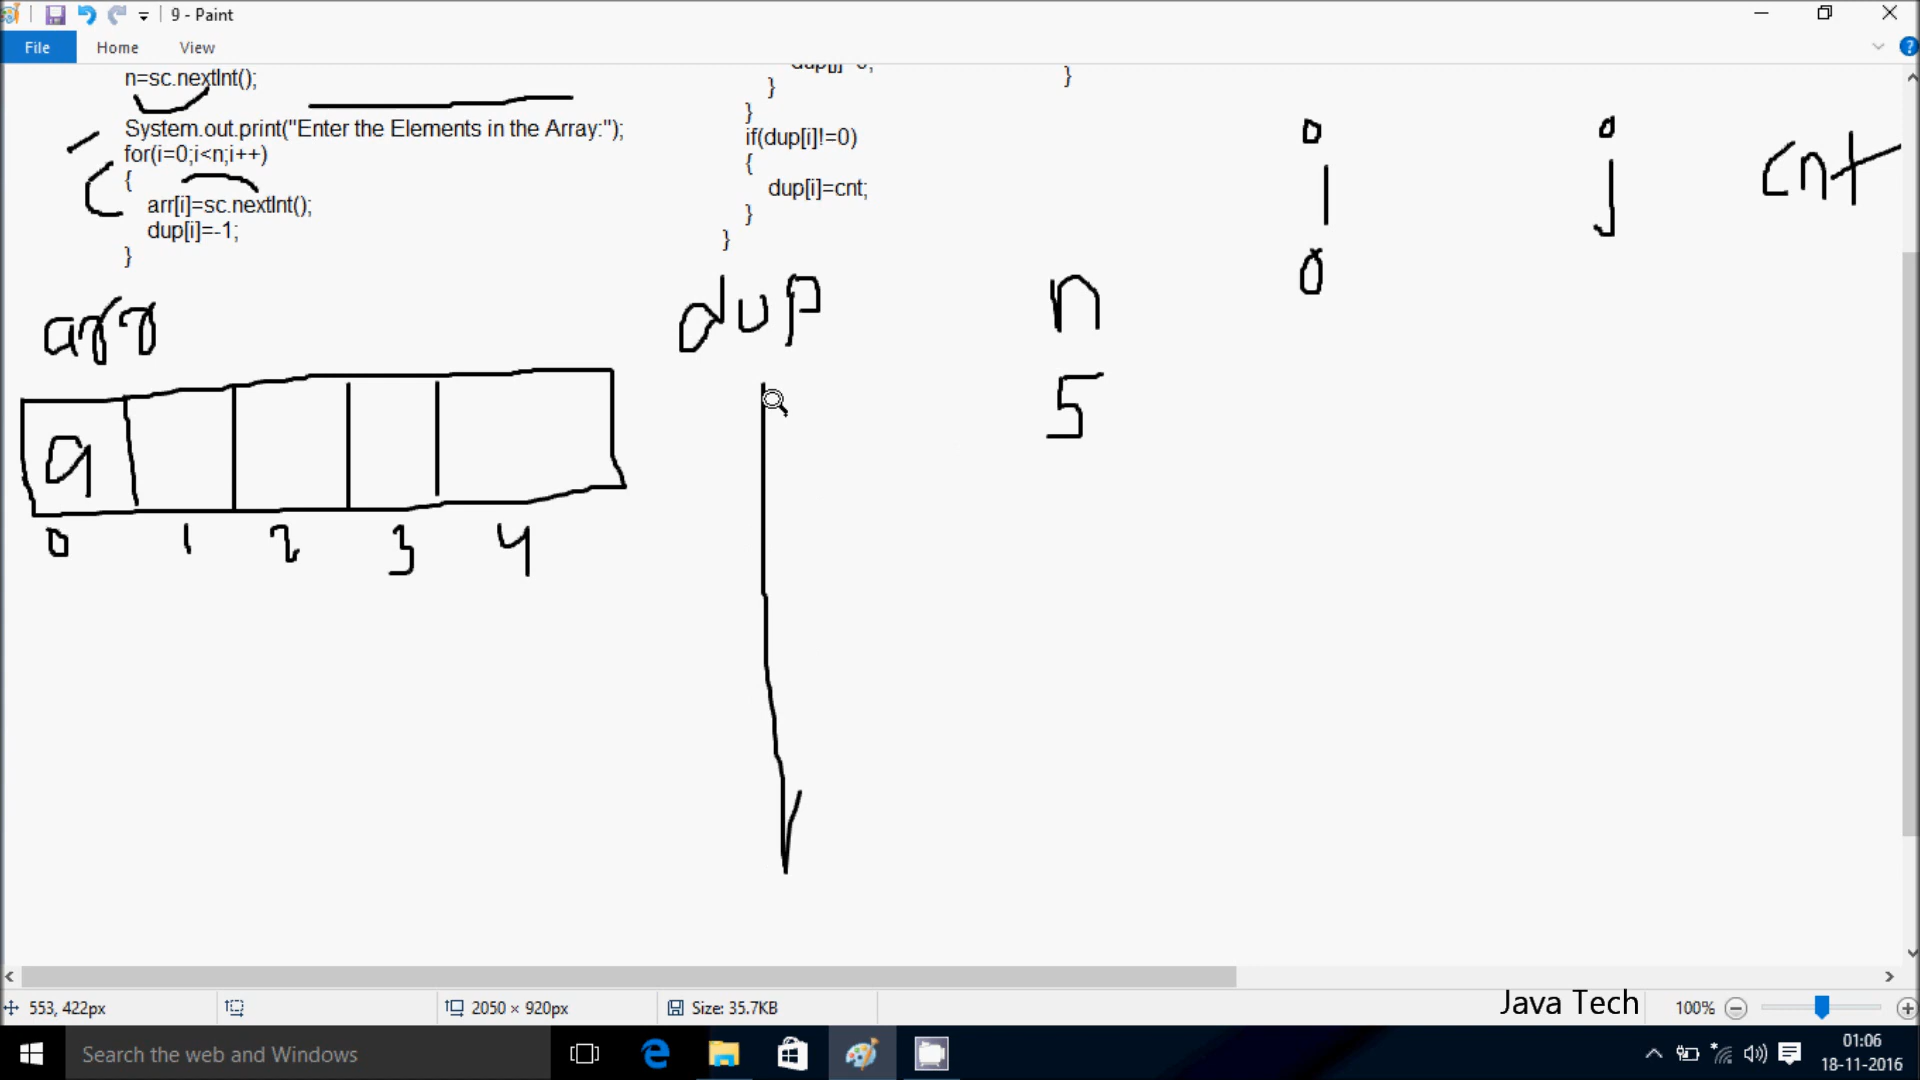 9 - Paint
File Home View
n=sc.nextInt();
System.out.print("Enter the Elements in the Array:");
for(i=0;i<n;i++)
{
arr[i]=sc.nextInt();
dup[i]=-1;
}
}
}
if(dup[i]!=0)
{
dup[i]=cnt;
}
}
}
i j cnt
0
arr dup n
9 5
0 1 2 3 4
553, 422px 2050 × 920px Size: 35.7KB Java Tech 100%
Search the web and Windows
01:06
18-11-2016